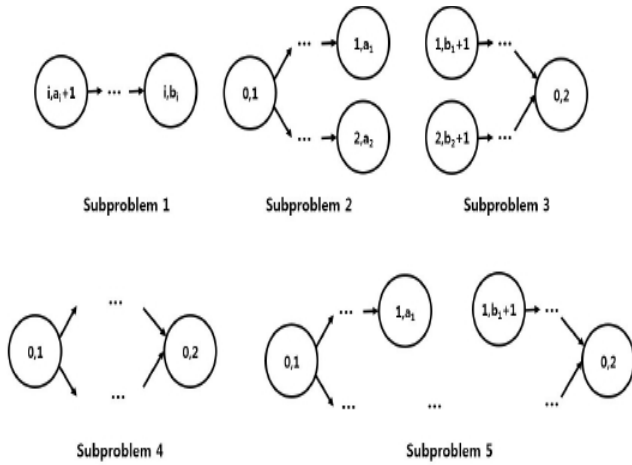 i,aᵢ+1
...
i,bᵢ
0,1
...
1,a₁
...
2,a₂
1,b₁+1
...
2,b₂+1
...
0,2
Subproblem 1
Subproblem 2
Subproblem 3
0,1
...
...
0,2
0,1
...
1,a₁
1,b₁+1
...
0,2
...
...
...
Subproblem 4
Subproblem 5